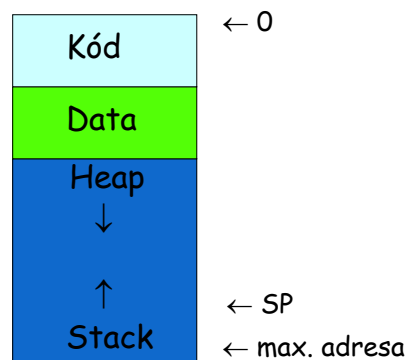 Kód ← 0
Data
Heap
↓
↑ ← SP
Stack ← max. adresa